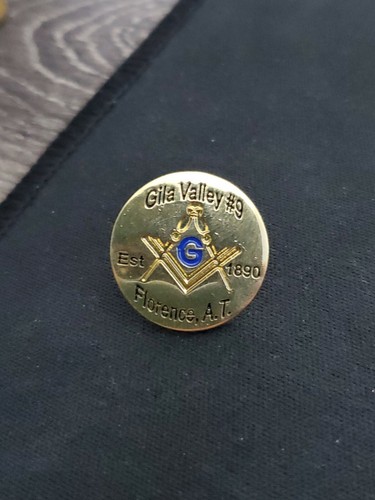 Gila Valley #9
G
Est 1890
Florence, A.T.